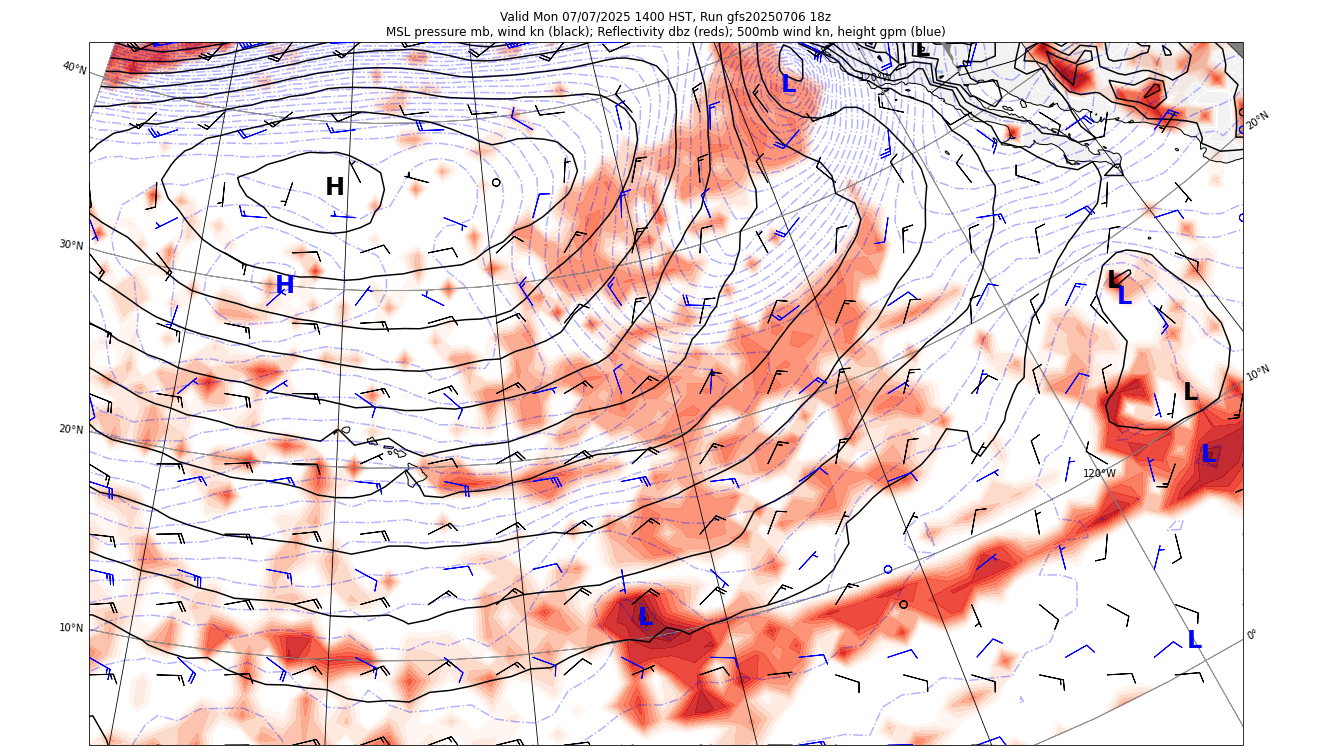 Valid Mon 07/07/2025 1400 HST, Run gfs20250706 18z
MSL pressure mb, wind kn (black); Reflectivity dbz (reds); 500mb wind kn, height gpm (blue)
L
40°N
120°W
L
20°N
H
30°N
H
L
L
10°N
L
20°N
L
120°W
10°N
L
0°
L